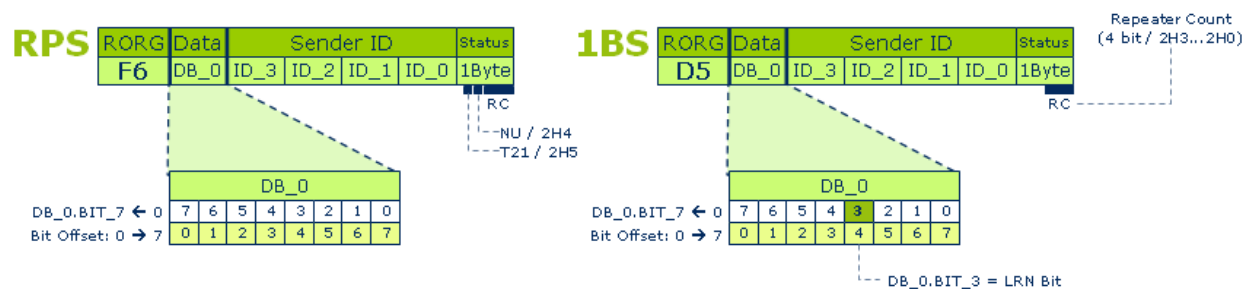 RPS
RORG Data Sender ID Status
F6 DB_0 ID_3 ID_2 ID_1 ID_0 1Byte
RC
NU / 2H4
T21 / 2H5
DB_0
DB_0.BIT_7 ← 0 7 6 5 4 3 2 1 0
Bit Offset: 0 → 7 0 1 2 3 4 5 6 7
1BS
RORG Data Sender ID Status
D5 DB_0 ID_3 ID_2 ID_1 ID_0 1Byte
Repeater Count
(4 bit/ 2H3...2H0)
RC
DB_0
DB_0.BIT_7 ← 0 7 6 5 4 3 2 1 0
Bit Offset: 0 → 7 0 1 2 3 4 5 6 7
DB_0.BIT_3 = LRN Bit